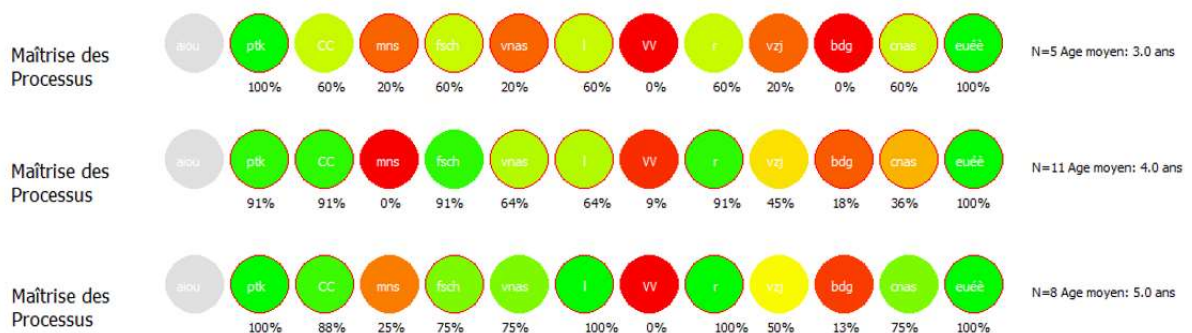 aiou ptk CC mns fsch vnas l VV r vzj bdg cnas euéè
Maîtrise des
Processus
N=5 Age moyen: 3.0 ans
100% 60% 20% 60% 20% 60% 0% 60% 20% 0% 60% 100%
aiou ptk CC mns fsch vnas l VV r vzj bdg cnas euéè
Maîtrise des
Processus
N=11 Age moyen: 4.0 ans
91% 91% 0% 91% 64% 64% 9% 91% 45% 18% 36% 100%
aiou ptk CC mns fsch vnas l VV r vzj bdg cnas euéè
Maîtrise des
Processus
N=8 Age moyen: 5.0 ans
100% 88% 25% 75% 75% 100% 0% 100% 50% 13% 75% 100%